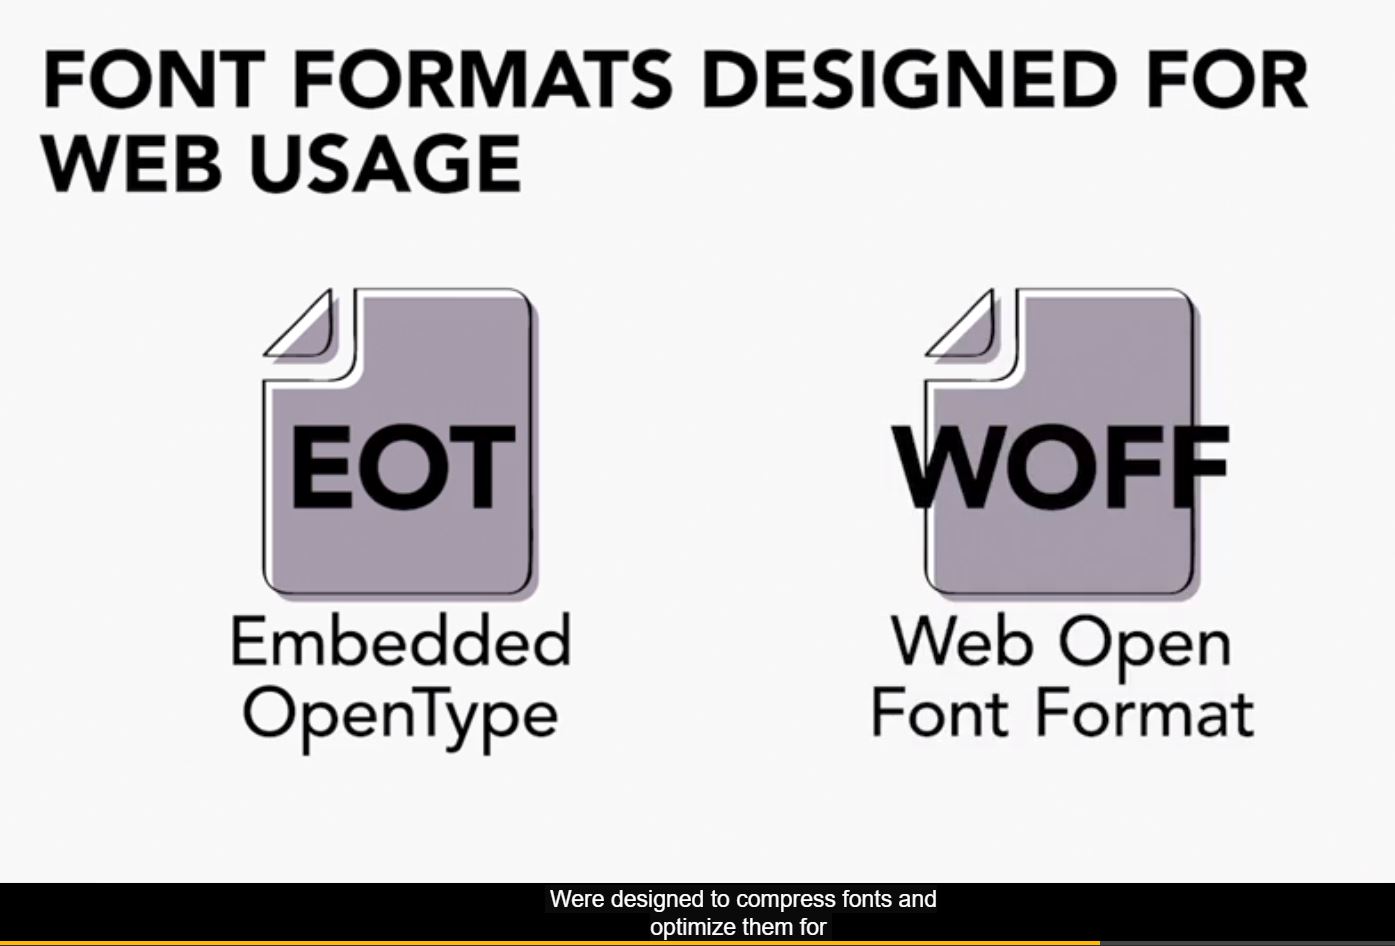 FONT FORMATS DESIGNED FOR
WEB USAGE
EOT
Embedded
OpenType
WOFF
Web Open
Font Format
Were designed to compress fonts and
optimize them for